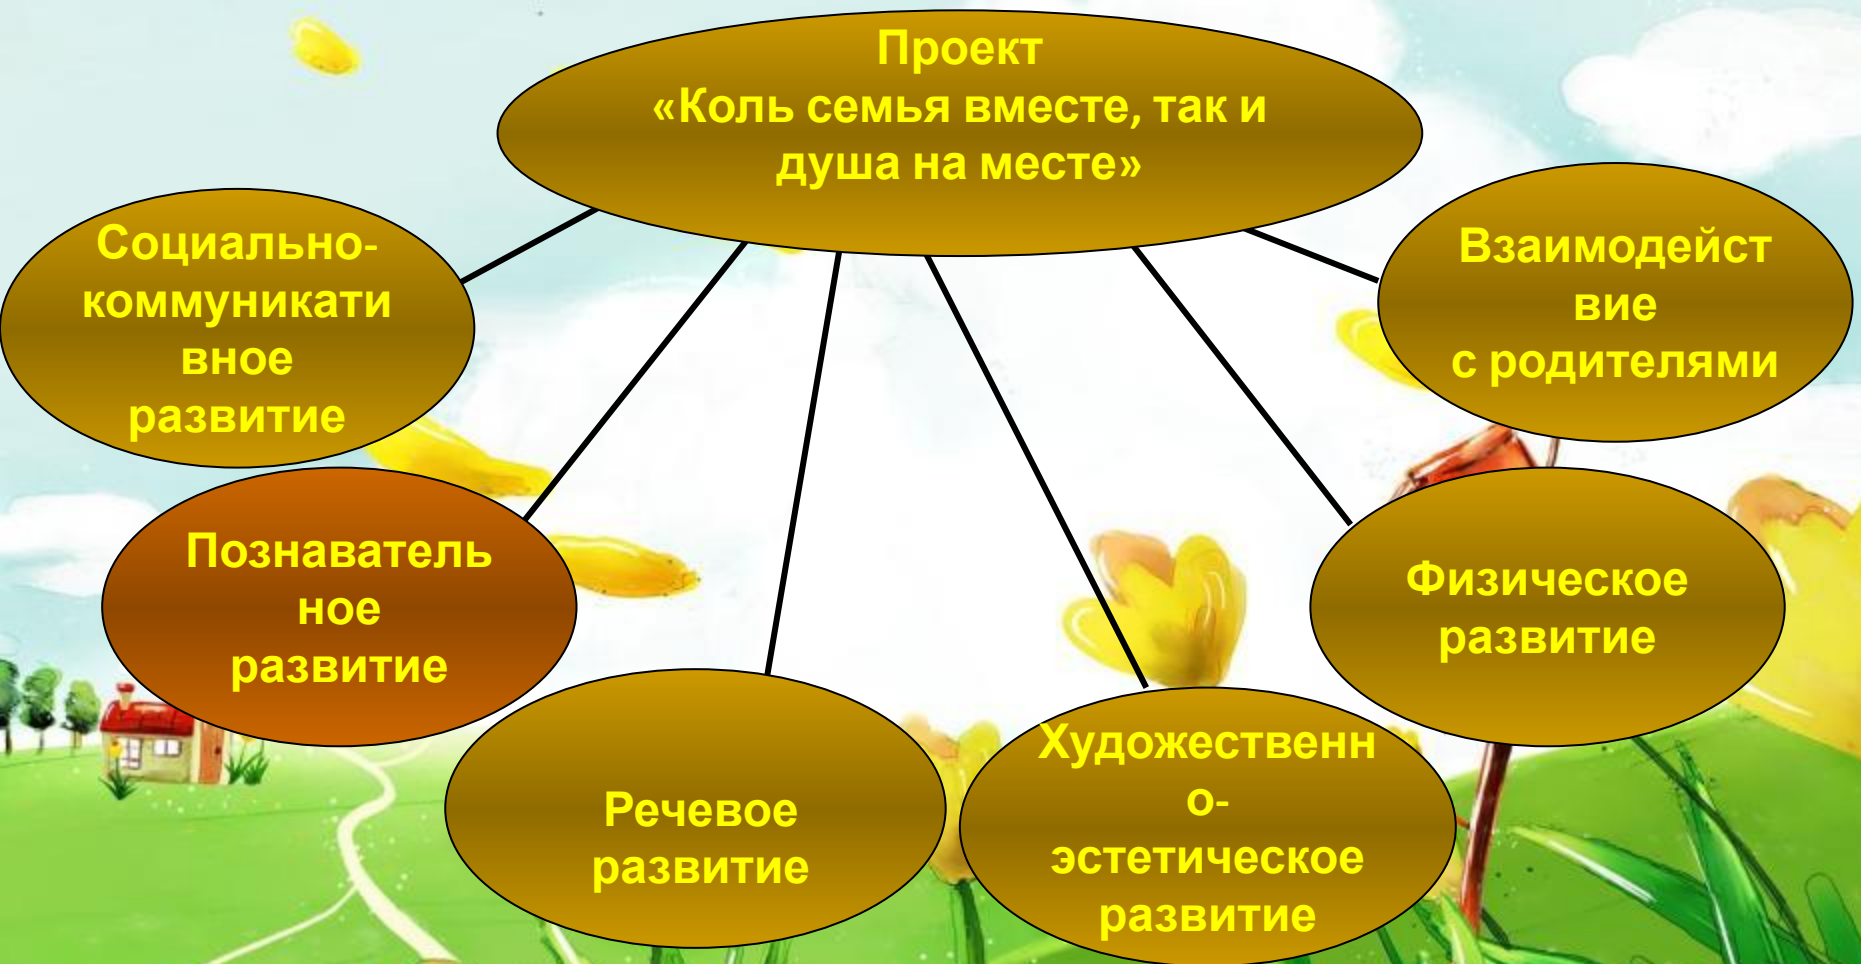 Проект
«Коль семья вместе, так и
душа на месте»
Социально-
коммуникати
вное
развитие
Взаимодейст
вие
с родителями
Познаватель
ное
развитие
Физическое
развитие
Речевое
развитие
Художественн
о-
эстетическое
развитие